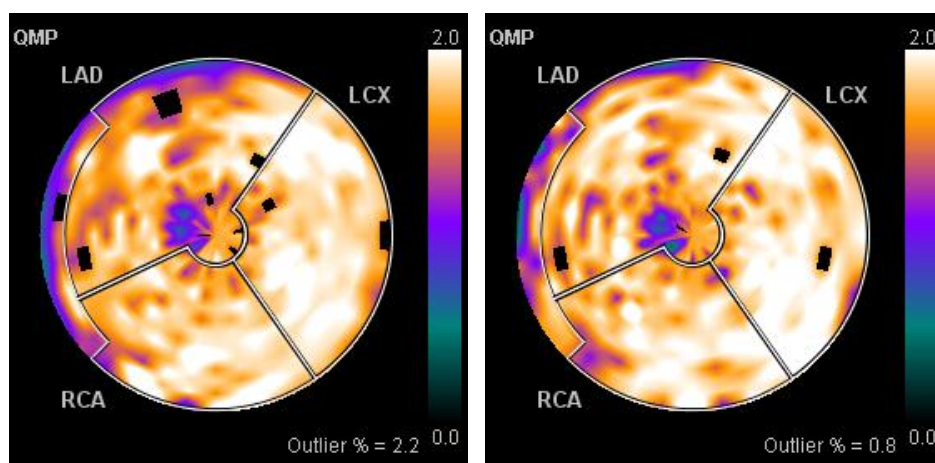 QMP
2.0
LAD
LCX
RCA
Outlier % = 2.2
0.0
QMP
2.0
LAD
LCX
RCA
Outlier % = 0.8
0.0